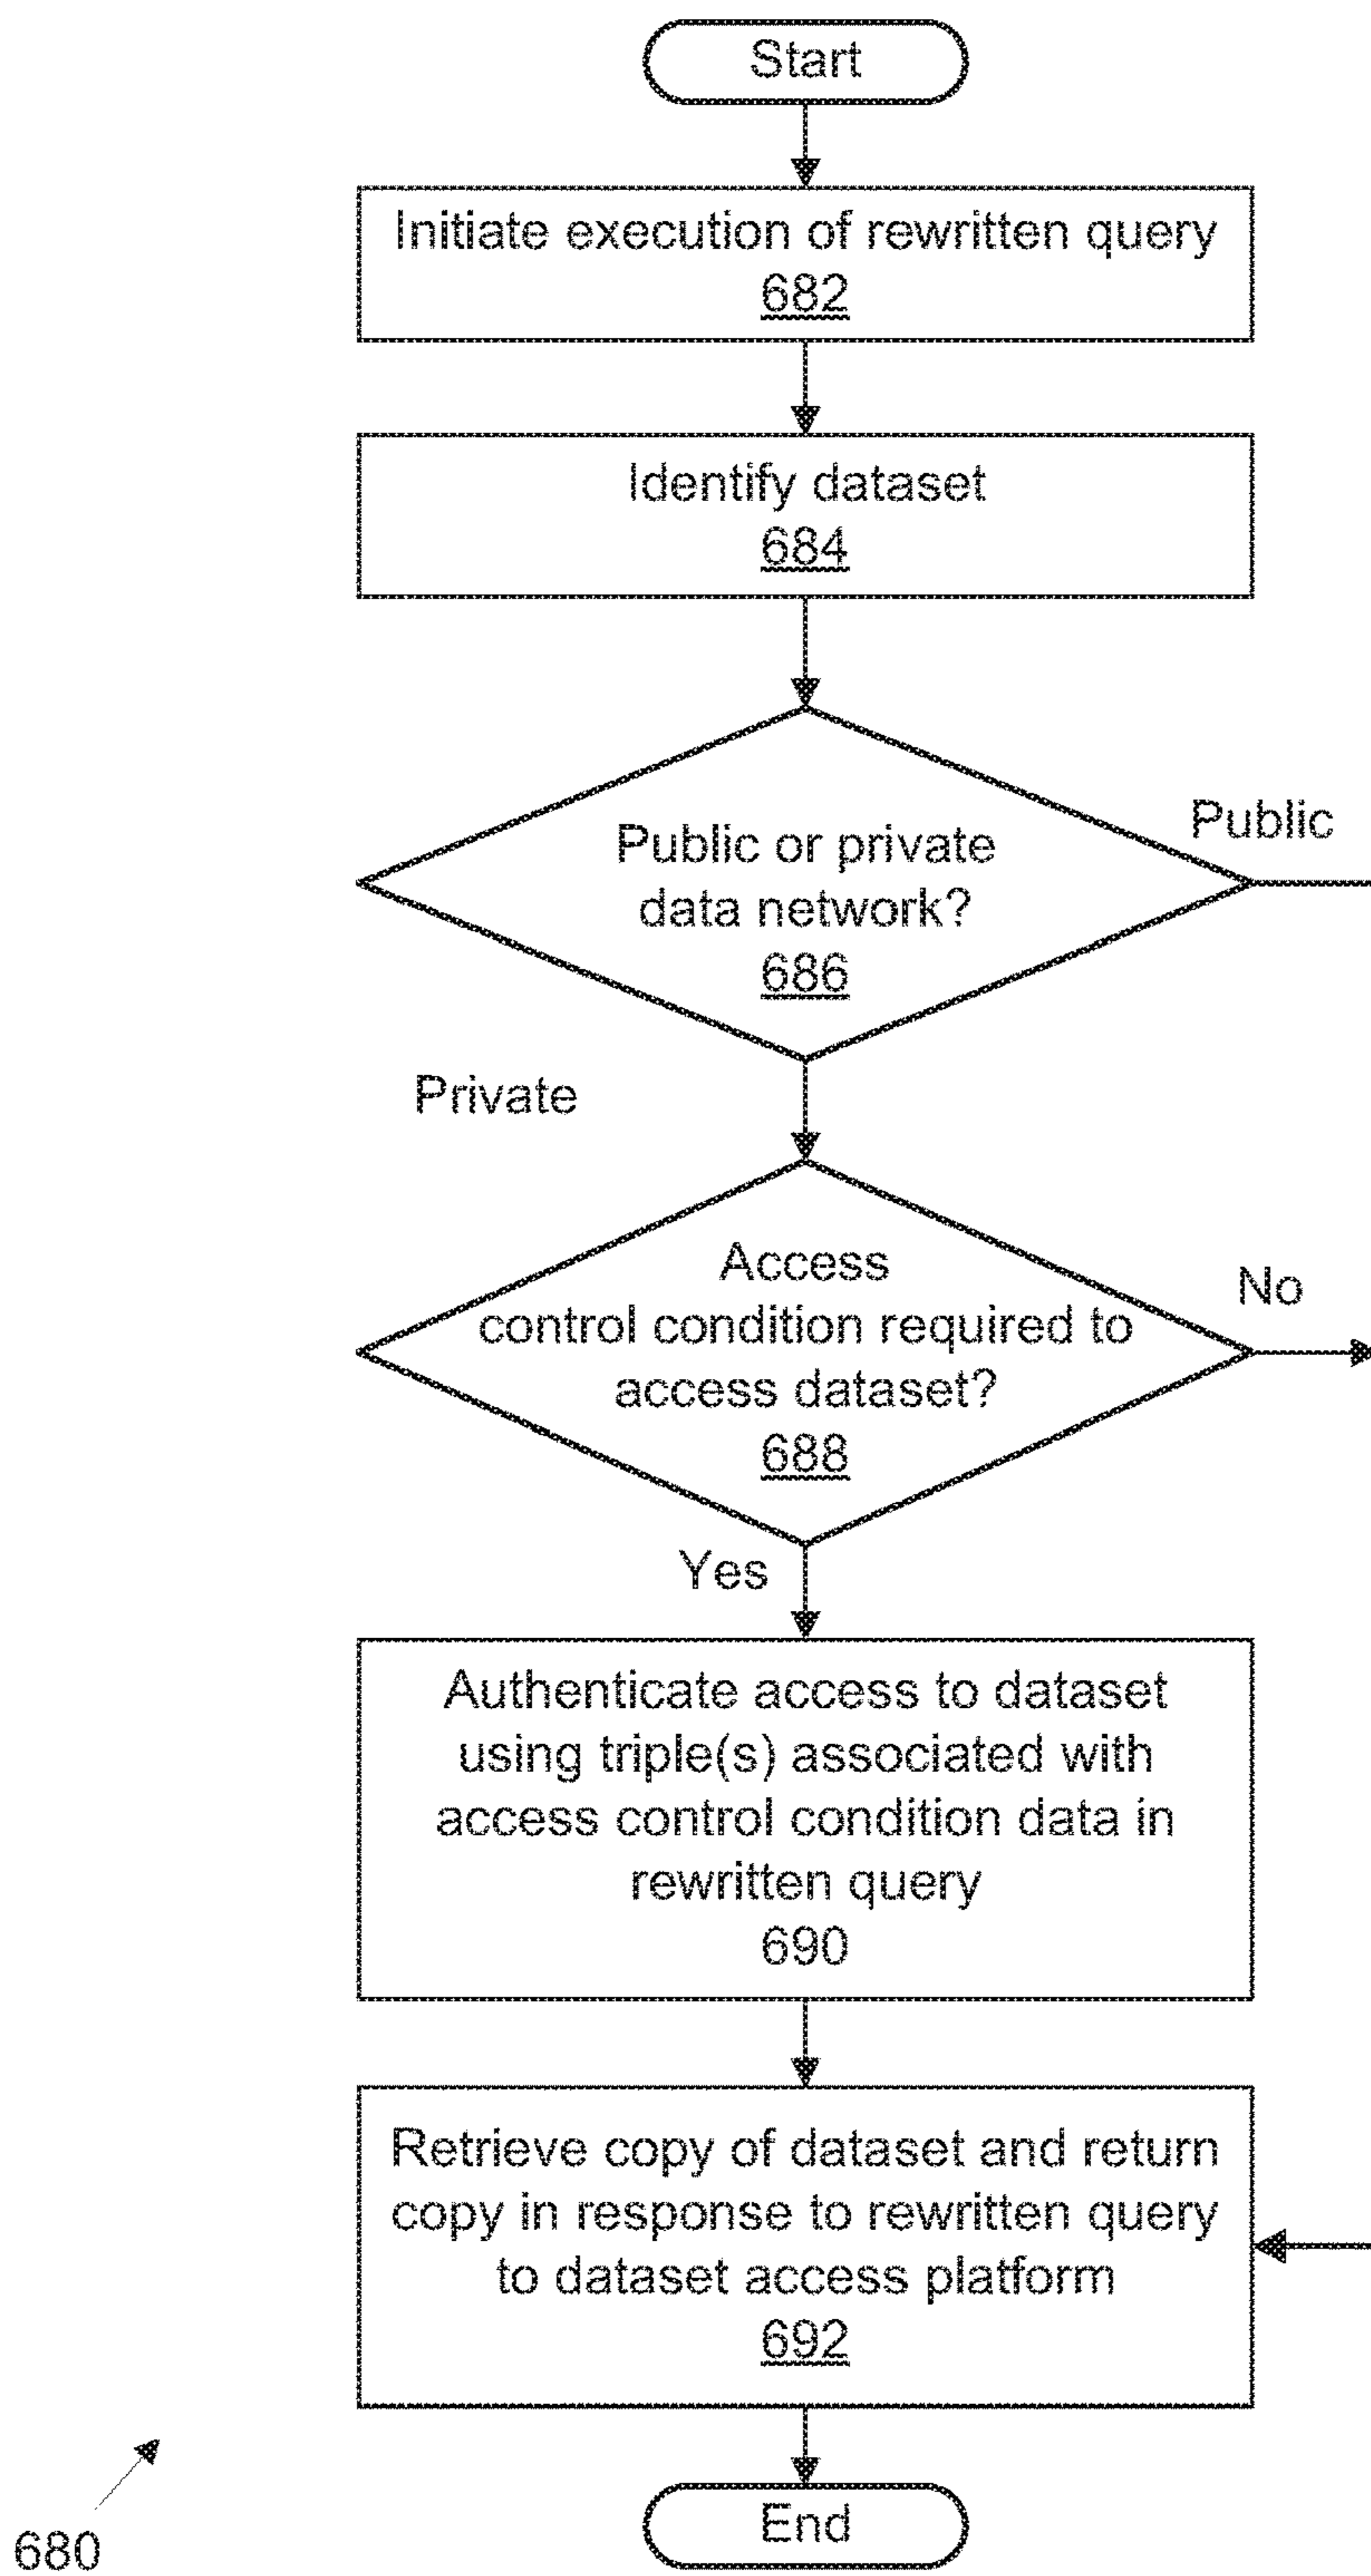 Start
Initiate execution of rewritten query
682
Identify dataset
684
Public or private
data network?
686
Public
Private
Access
control condition required to
access dataset?
688
No
Yes
Authenticate access to dataset
using triple(s) associated with
access control condition data in
rewritten query
690
Retrieve copy of dataset and return
copy in response to rewritten query
to dataset access platform
692
End
680